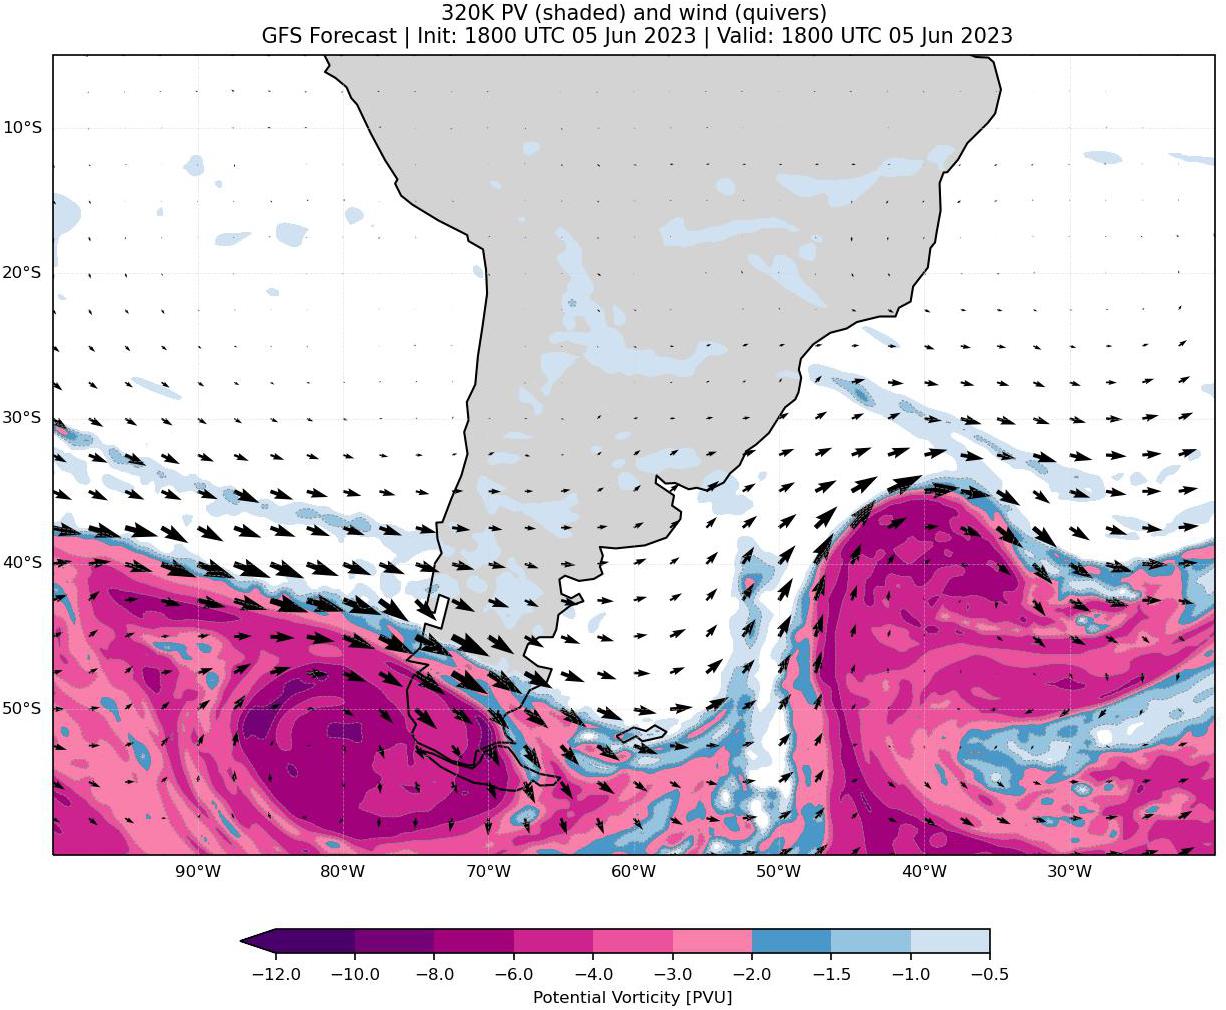 320K PV (shaded) and wind (quivers)
GFS Forecast | Init: 1800 UTC 05 Jun 2023 | Valid: 1800 UTC 05 Jun 2023
10°S
20°S
30°S
40°S
50°S
90°W 80°W 70°W 60°W 50°W 40°W 30°W
−12.0 −10.0 −8.0 −6.0 −4.0 −3.0 −2.0 −1.5 −1.0 −0.5
Potential Vorticity [PVU]